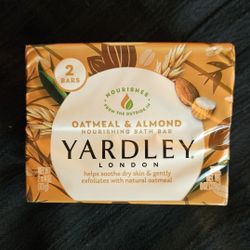 2
BARS
NOURISHES
FROM THE OUTSIDE IN
OATMEAL & ALMOND
NOURISHING BATH BAR
YARDLEY
LONDON
helps soothe dry skin & gently
exfoliates with natural oatmeal